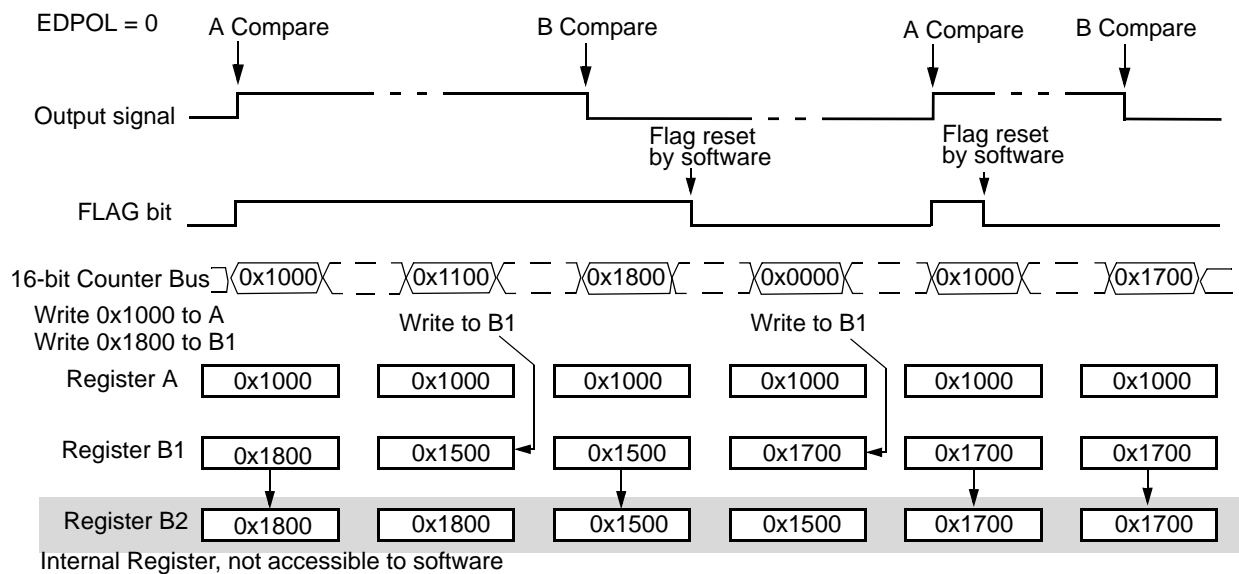 EDPOL = 0
A Compare
B Compare
A Compare
B Compare
Output signal
Flag reset
by software
Flag reset
by software
FLAG bit
16-bit Counter Bus
0x1000
0x1100
0x1800
0x0000
0x1000
0x1700
Write 0x1000 to A
Write 0x1800 to B1
Write to B1
Write to B1
Register A
0x1000
0x1000
0x1000
0x1000
0x1000
0x1000
Register B1
0x1800
0x1500
0x1500
0x1700
0x1700
0x1700
Register B2
0x1800
0x1800
0x1500
0x1500
0x1700
0x1700
Internal Register, not accessible to software